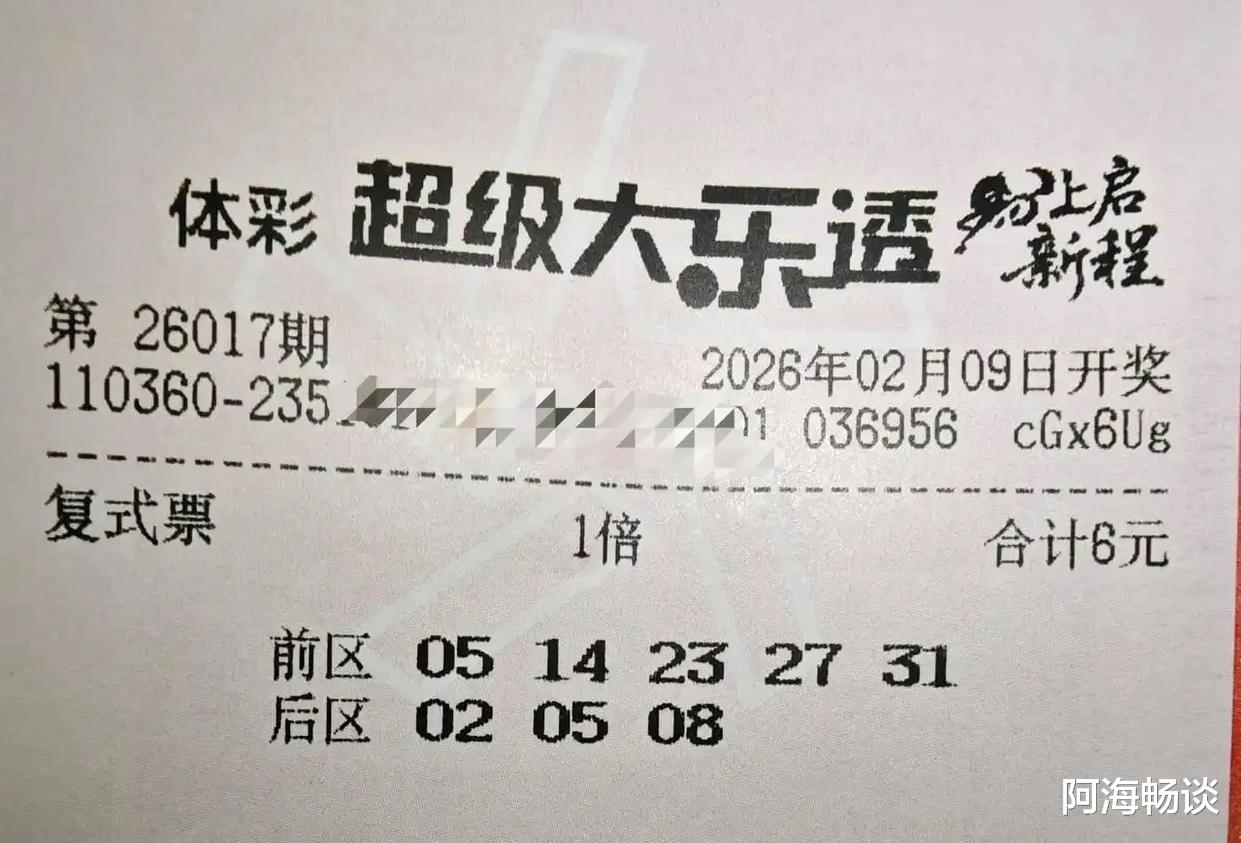 体彩 超级大乐透 马上启
新程
第 26017期
2026年02月09日开奖
110360-235 01 036956 cGx6Ug
复式票 1倍 合计6元
前区 05 14 23 27 31
后区 02 05 08
阿海畅谈